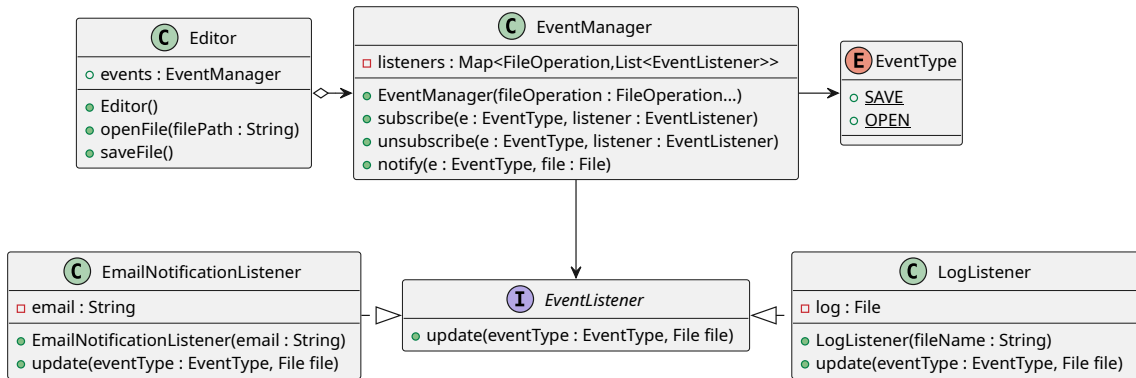 C Editor
events : EventManager
Editor()
openFile(filePath : String)
saveFile()
C EventManager
listeners : Map<FileOperation,List<EventListener>>
EventManager(fileOperation : FileOperation...)
subscribe(e : EventType, listener : EventListener)
unsubscribe(e : EventType, listener : EventListener)
notify(e : EventType, file : File)
E EventType
SAVE
OPEN
C EmailNotificationListener
email : String
EmailNotificationListener(email : String)
update(eventType : EventType, File file)
I EventListener
update(eventType : EventType, File file)
C LogListener
log : File
LogListener(fileName : String)
update(eventType : EventType, File file)